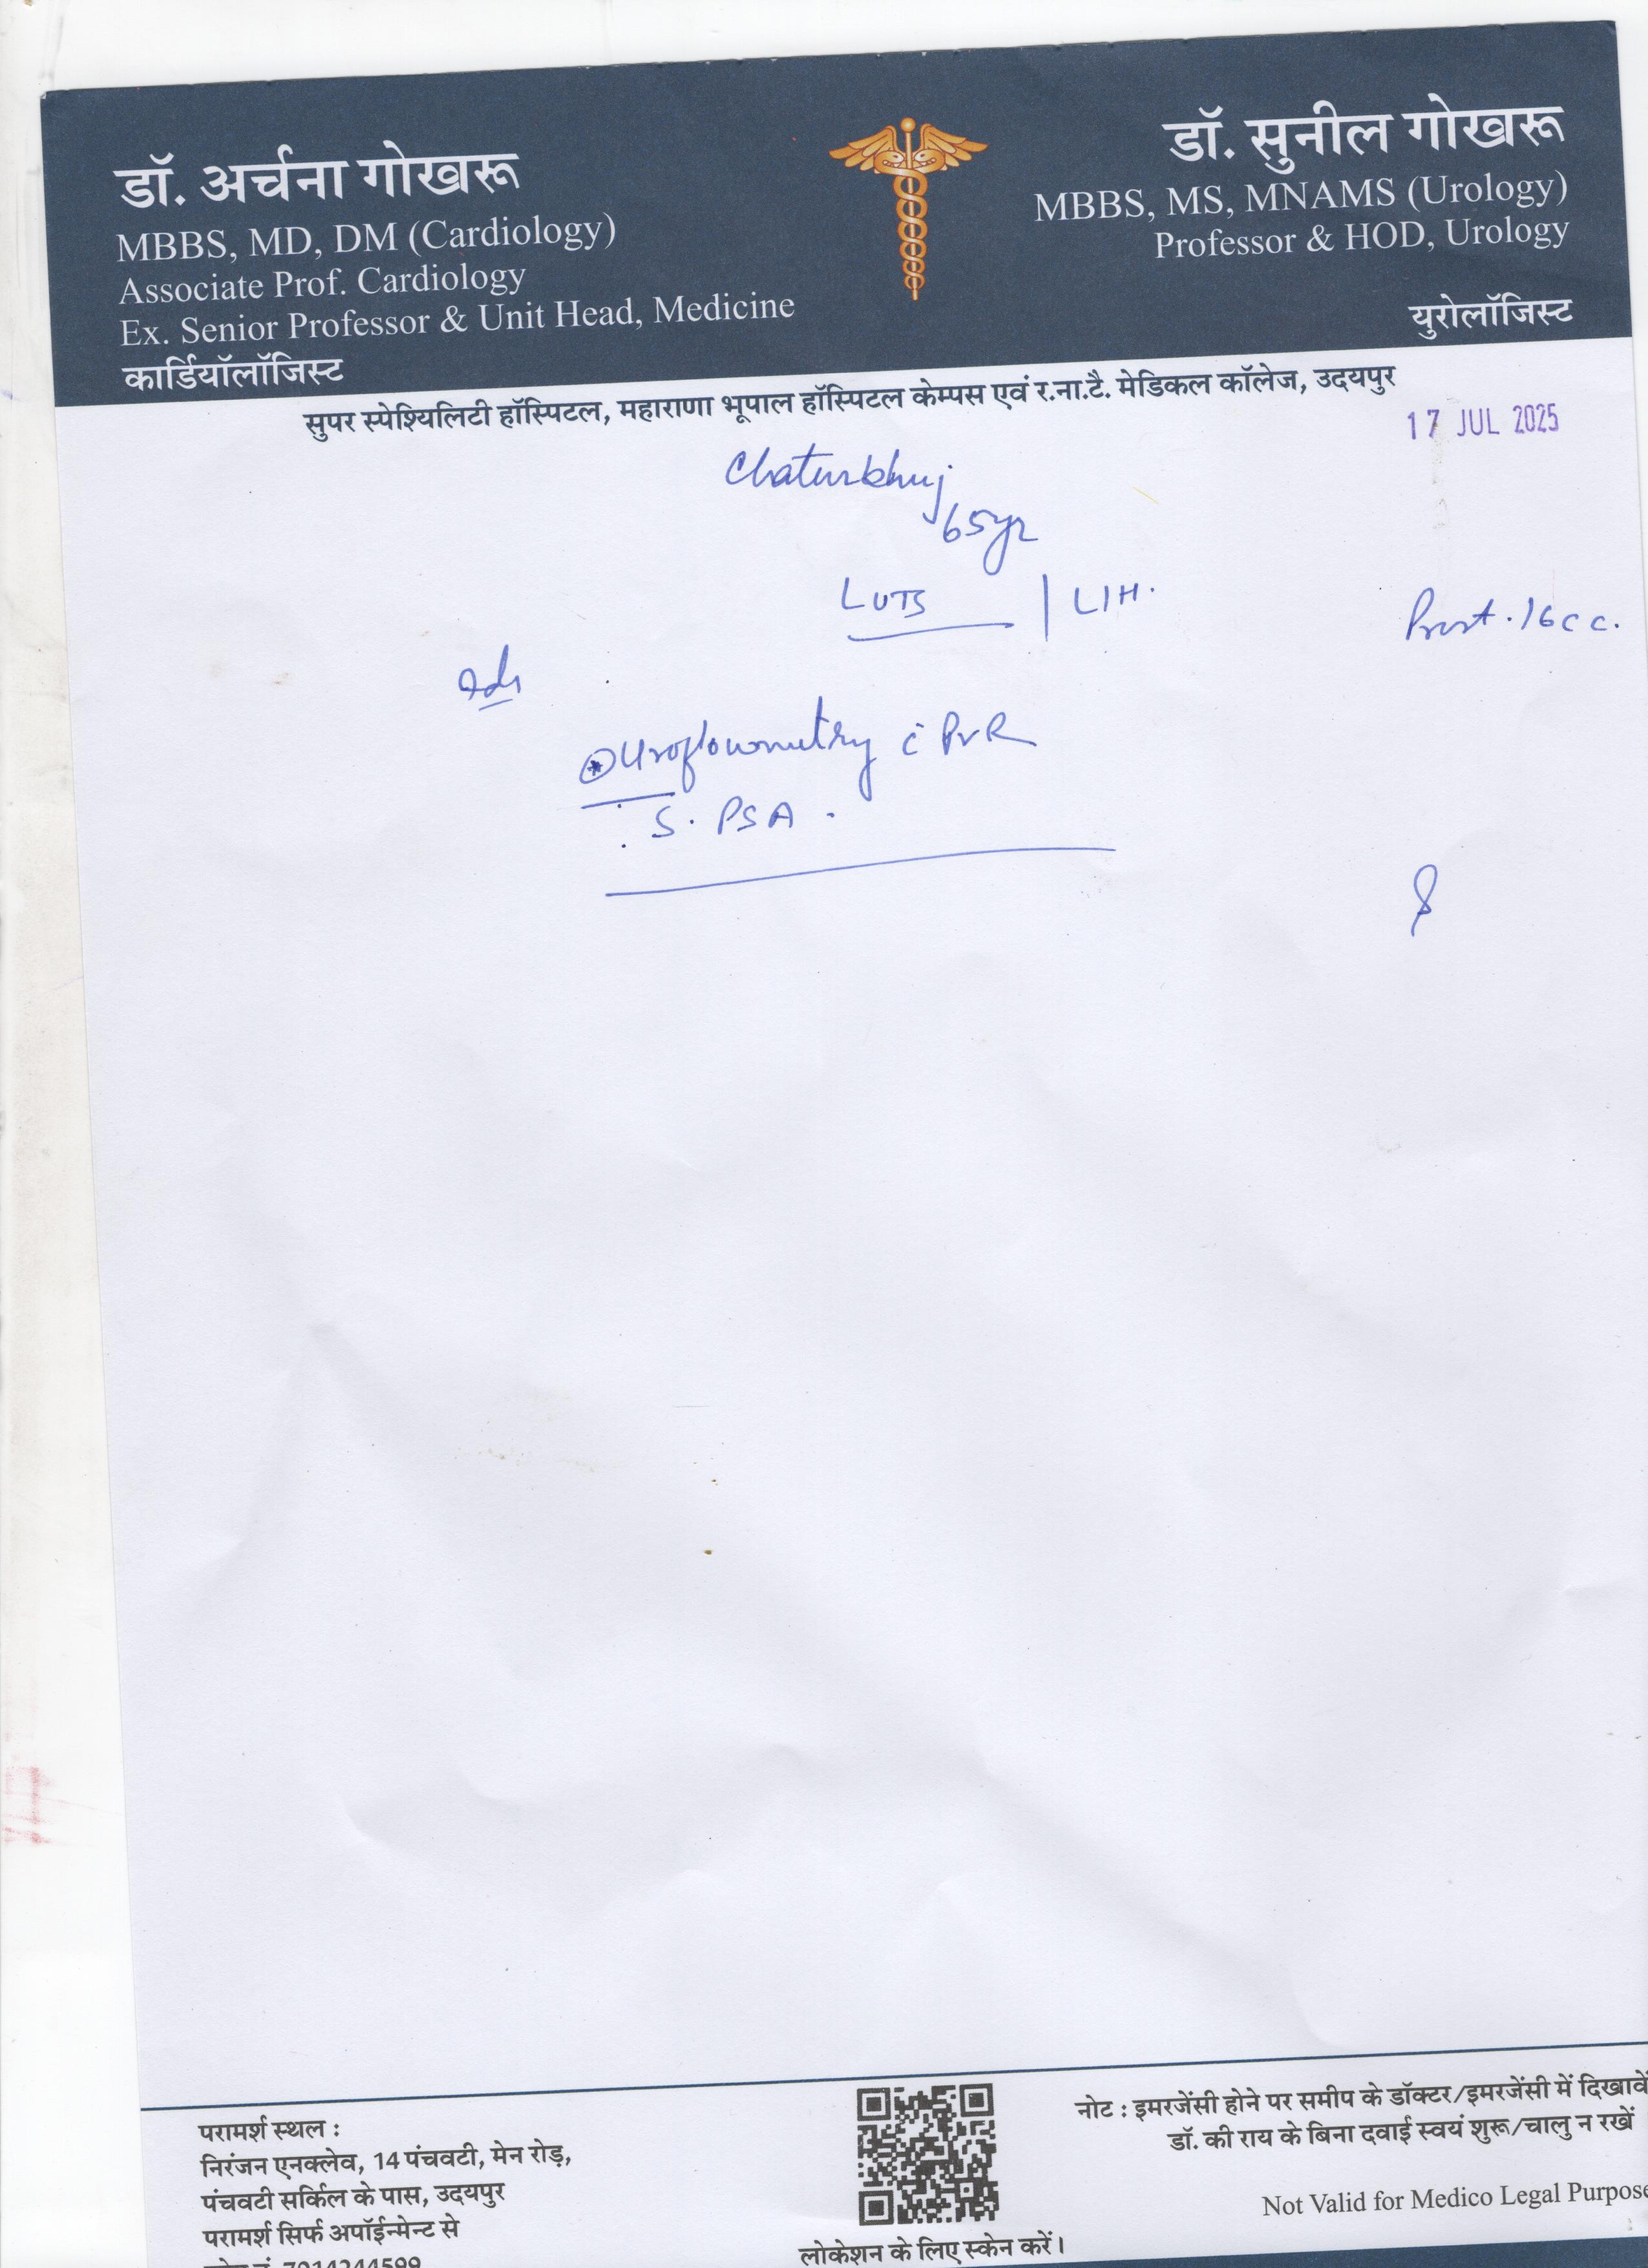 डॉ. अर्चना गोखरू
MBBS, MD, DM (Cardiology)
Associate Prof. Cardiology
Ex. Senior Professor & Unit Head, Medicine
कार्डियॉलॉजिस्ट
डॉ. सुनील गोखरू
MBBS, MS, MNAMS (Urology)
Professor & HOD, Urology
युरोलॉजिस्ट
सुपर स्पेश्यिलिटी हॉस्पिटल, महाराणा भूपाल हॉस्पिटल केम्पस एवं र.ना.टै. मेडिकल कॉलेज, उदयपुर
17 JUL 2025
Chaturbhuj
65yr
LUTS | LIH.
Prost. 16cc.
Uroflowmetry c̄ PVR
S. PSA.
परामर्श स्थल :
निरंजन एनक्लेव, 14 पंचवटी, मेन रोड़,
पंचवटी सर्किल के पास, उदयपुर
परामर्श सिर्फ अपॉईन्मेन्ट से
लोकेशन के लिए स्केन करें।
नोट : इमरजेंसी होने पर समीप के डॉक्टर/इमरजेंसी में दिखावें
डॉ. की राय के बिना दवाई स्वयं शुरू/चालु न रखें
Not Valid for Medico Legal Purpose